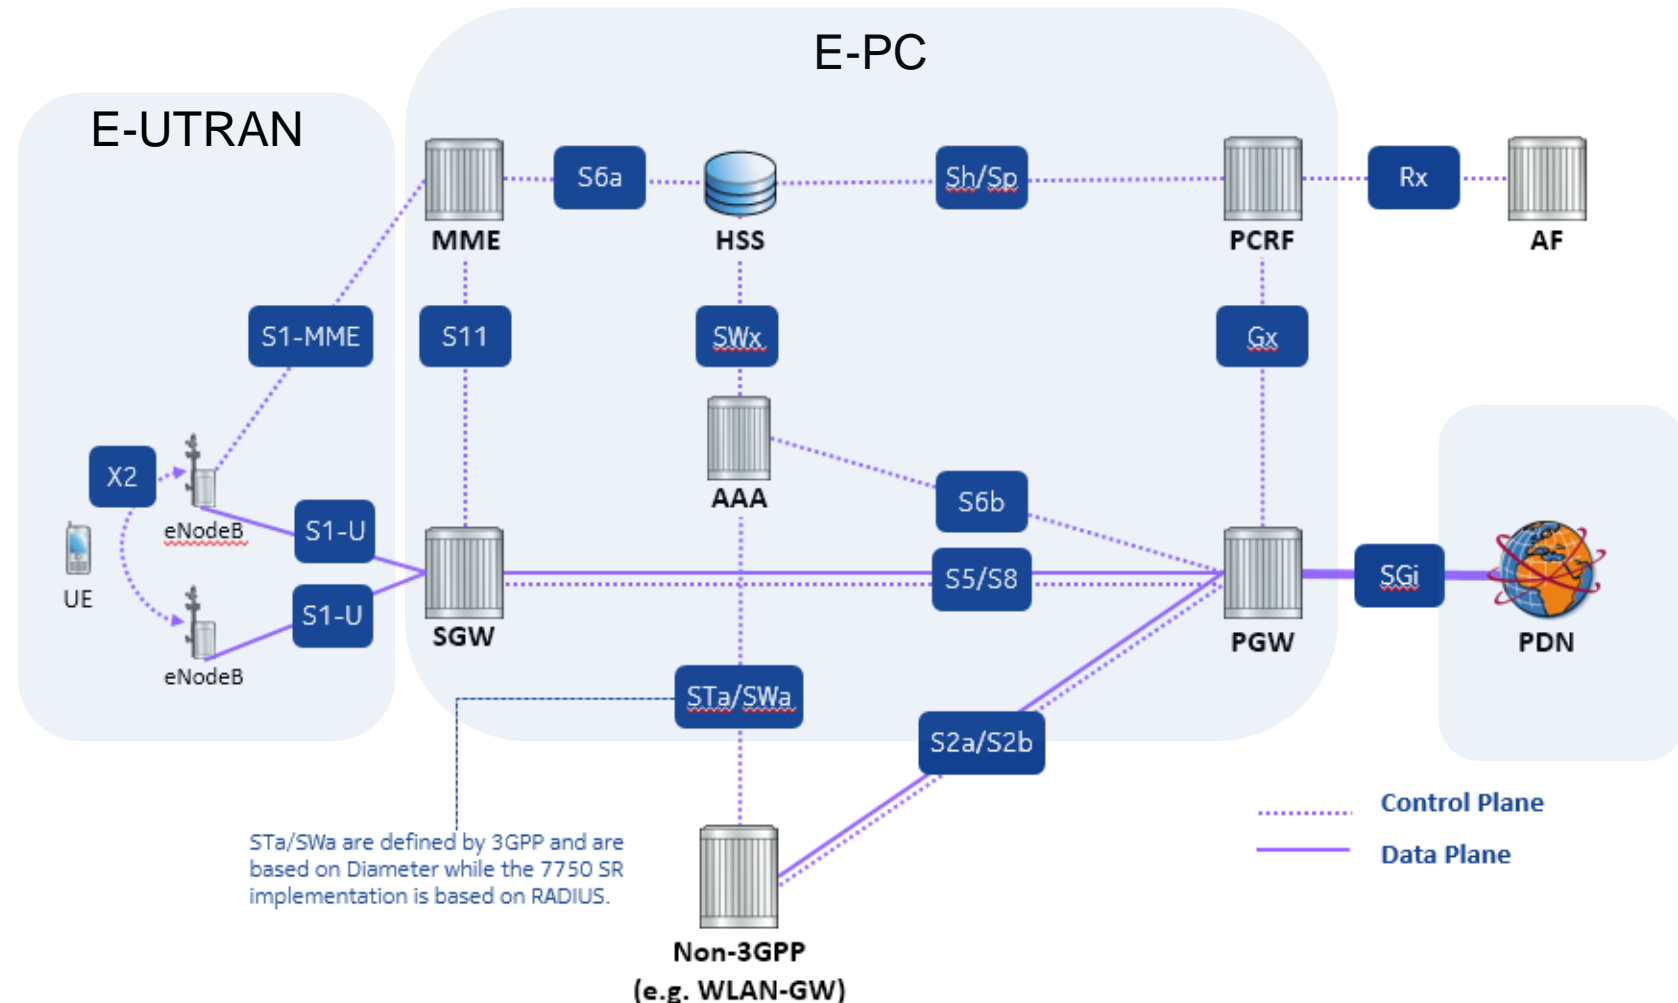 E-PC
E-UTRAN
S6a
Sh/Sp
Rx
MME
HSS
PCRF
AF
S1-MME
S11
SWx
Gx
X2
AAA
S6b
eNodeB
S1-U
UE
S5/S8
SGi
S1-U
SGW
PGW
PDN
eNodeB
STa/SWa
S2a/S2b
Control Plane
Data Plane
STa/SWa are defined by 3GPP and are
based on Diameter while the 7750 SR
implementation is based on RADIUS.
Non-3GPP
(e.g. WLAN-GW)